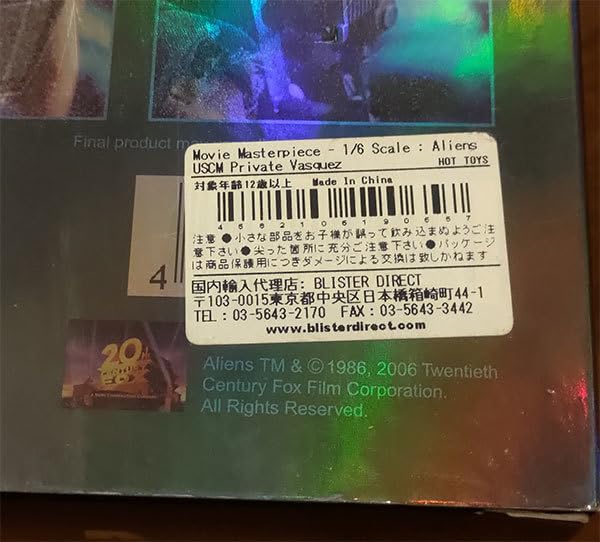 Final product m
Movie Masterpiece - 1/6 Scale : Aliens
USCM Private Vasquez HOT TOYS
対象年齢12歳以上 Made In China
4 562106 190657
注意 ●小さな部品をお子様が誤って飲み込まぬようご注
意下さい●尖った箇所に充分ご注意下さい●パッケージ
は商品保護用につきダメージによる交換は致しかねます
国内輸入代理店: BLISTER DIRECT
〒103-0015東京都中央区日本橋箱崎町44-1
TEL : 03-5643-2170 FAX : 03-5643-3442
www.blisterdirect.com
4
20th
CENTURY
FOX
Aliens TM & © 1986, 2006 Twentieth
Century Fox Film Corporation.
All Rights Reserved.